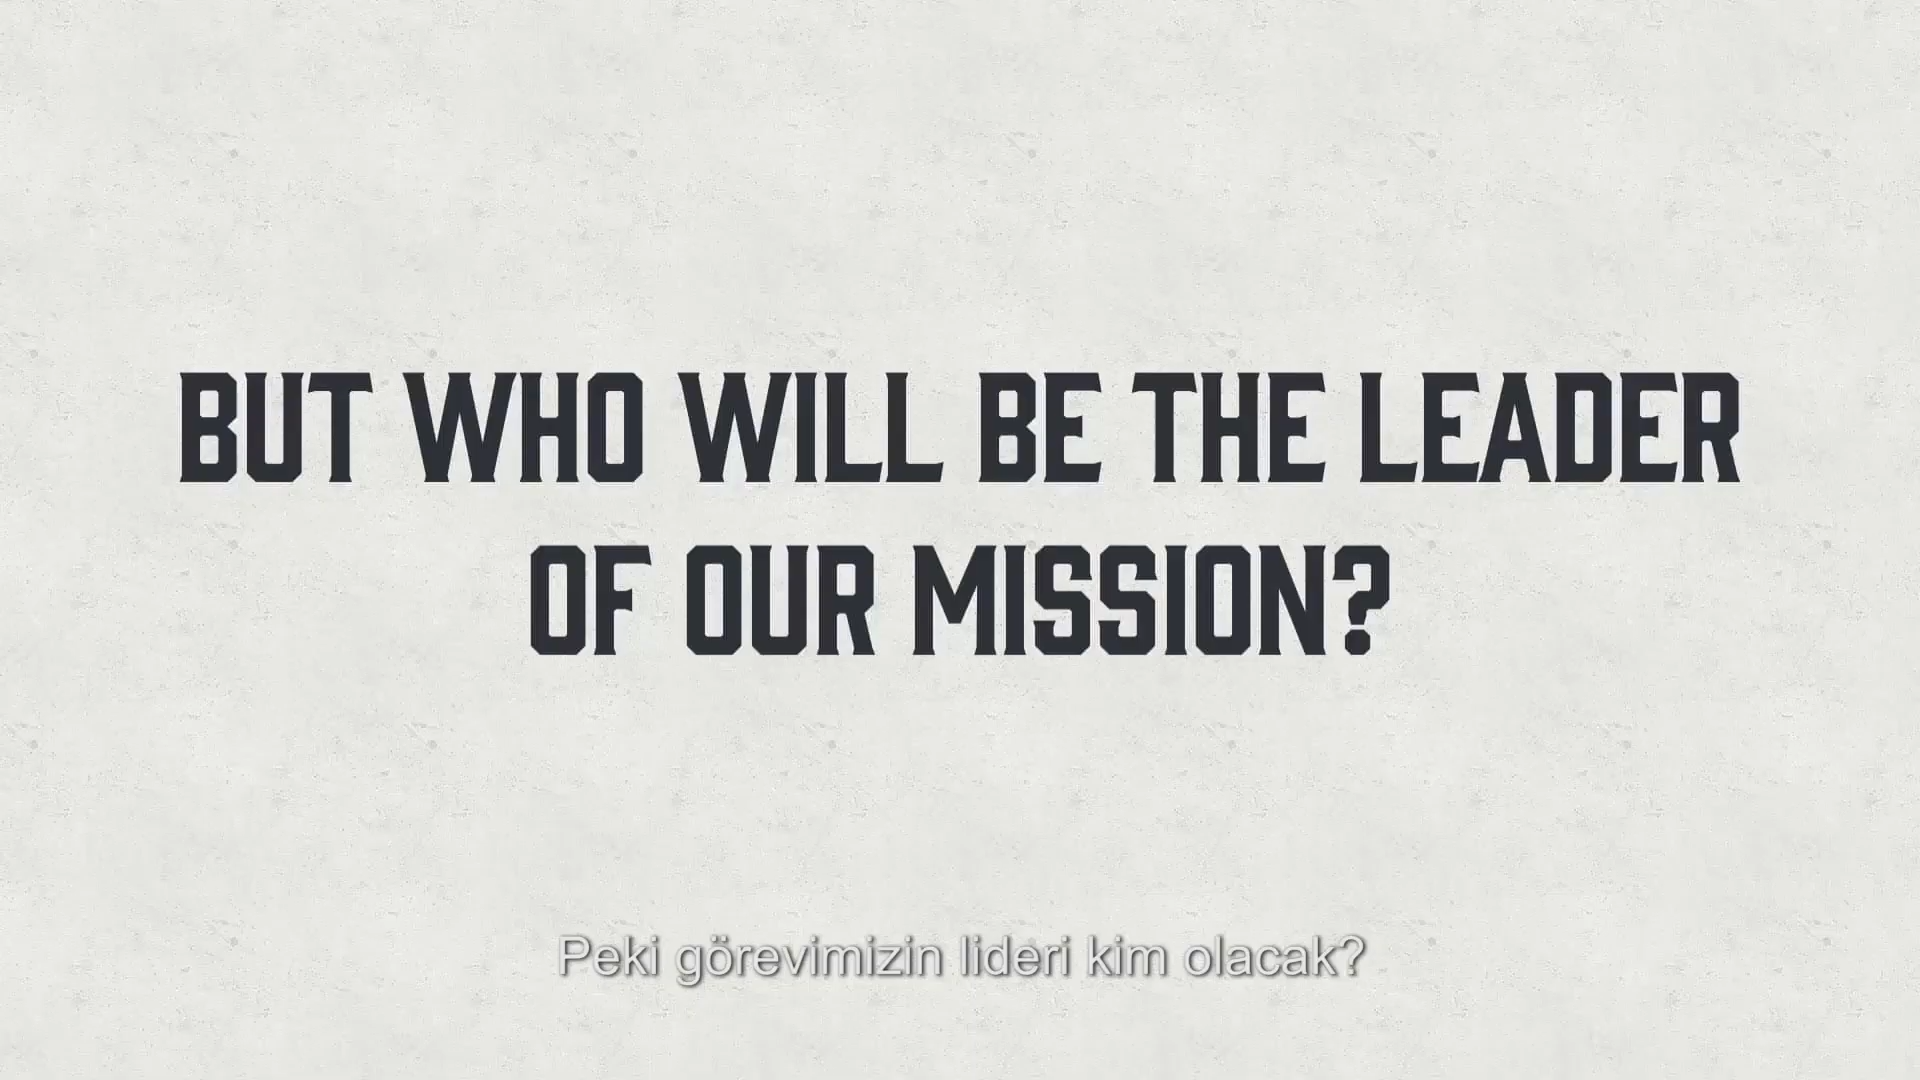 BUT WHO WILL BE THE LEADER
OF OUR MISSION?
Peki görevimizin lideri kim olacak?